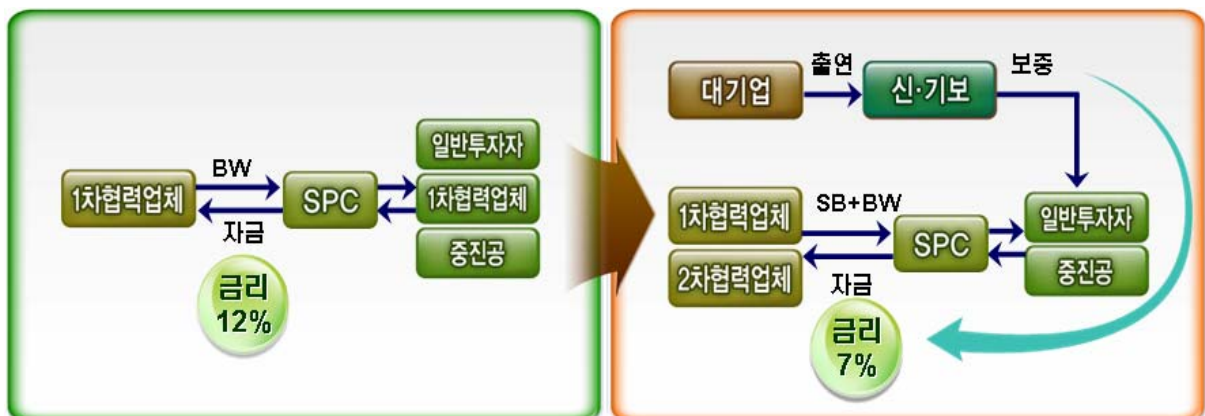 BW
1차협력업체
SPC
자금
일반투자자
1차협력업체
중진공
금리
12%
대기업
출연
신·기보
보증
1차협력업체
2차협력업체
SB+BW
SPC
자금
일반투자자
중진공
금리
7%